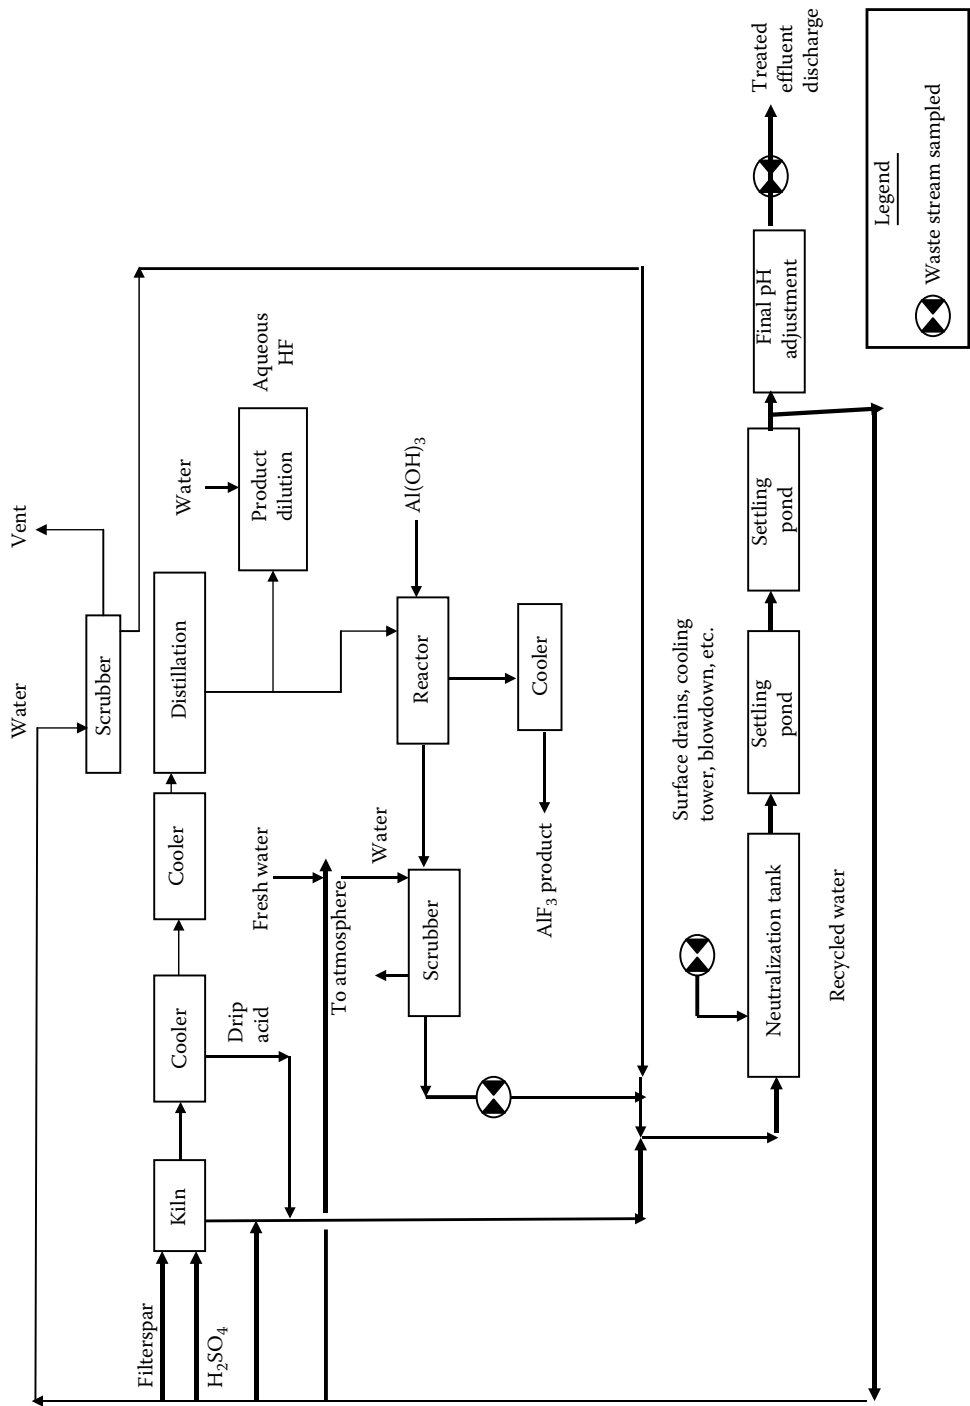 Vent
Water
Scrubber
Filterspar
H2SO4
Kiln
Cooler
Cooler
Distillation
Drip
acid
Water
Product
dilution
Aqueous
HF
Fresh water
To atmosphere
Water
Scrubber
Reactor
Al(OH)3
Cooler
AlF3 product
Surface drains, cooling
tower, blowdown, etc.
Neutralization tank
Settling
pond
Settling
pond
Final pH
adjustment
Treated
effluent
discharge
Recycled water
Legend
Waste stream sampled